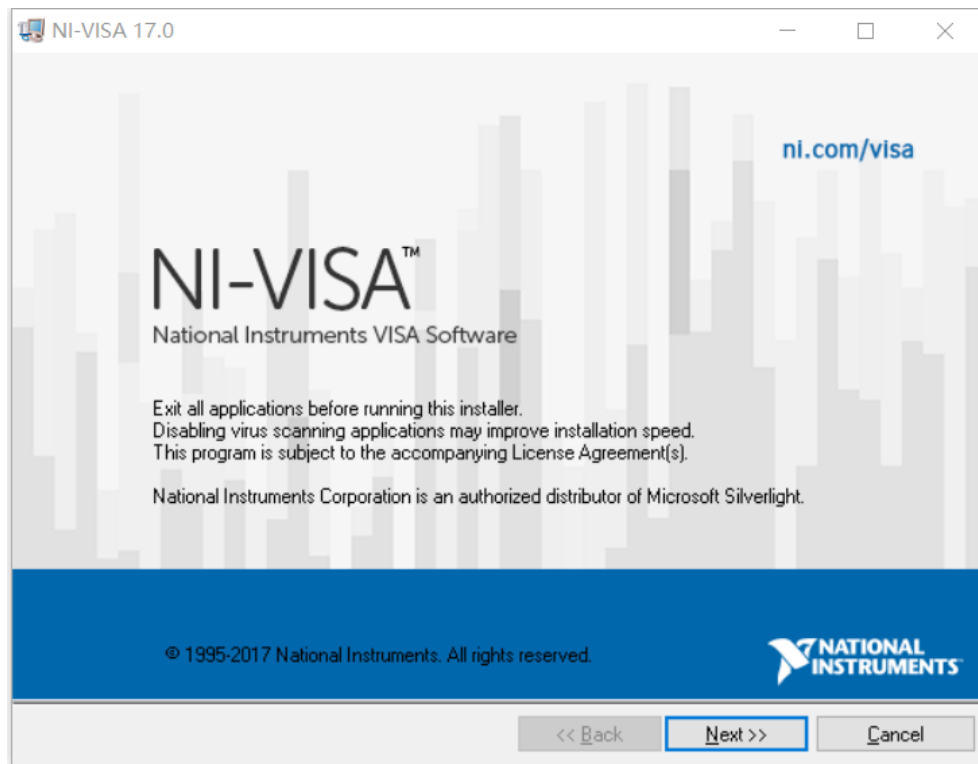 NI-VISA 17.0
ni.com/visa
NI-VISA™
National Instruments VISA Software
Exit all applications before running this installer.
Disabling virus scanning applications may improve installation speed.
This program is subject to the accompanying License Agreement(s).
National Instruments Corporation is an authorized distributor of Microsoft Silverlight.
© 1995-2017 National Instruments. All rights reserved.
NATIONAL
INSTRUMENTS™
<< Back
Next >>
Cancel